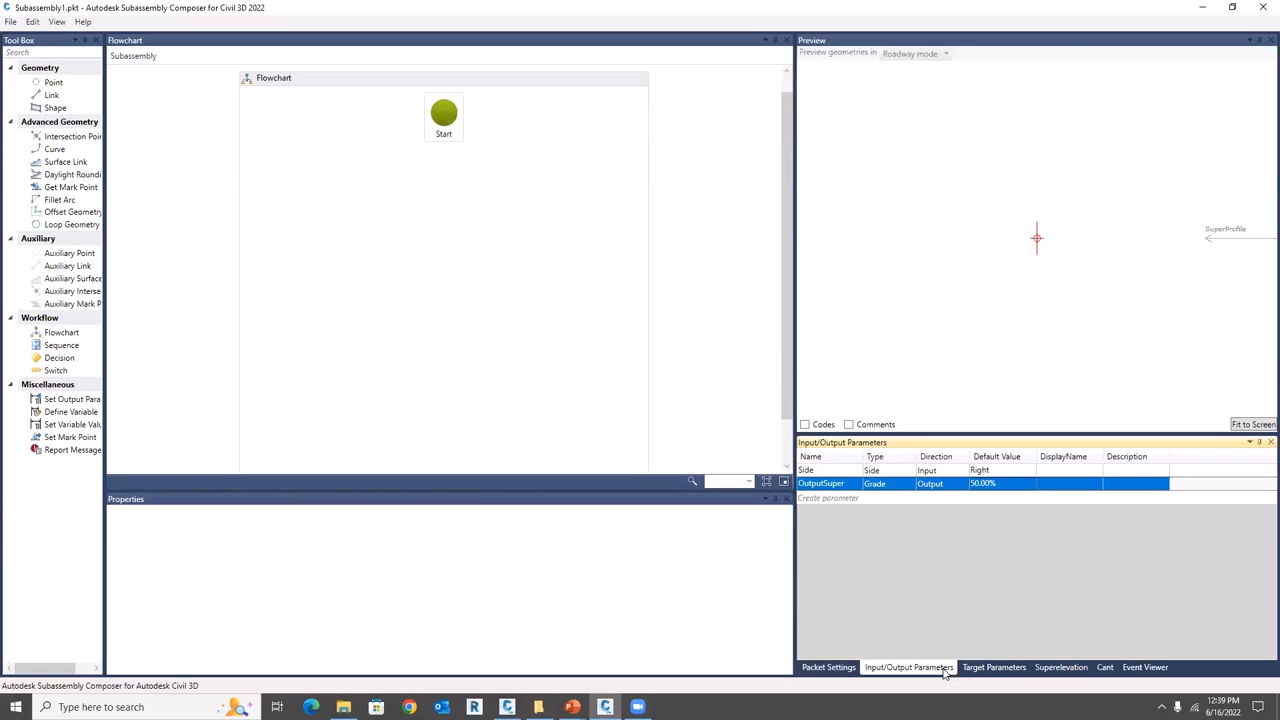 Subassembly1.pkt - Autodesk Subassembly Composer for Civil 3D 2022
File Edit View Help
Tool Box
Search
Geometry
Point
Link
Shape
Advanced Geometry
Intersection Poi
Curve
Surface Link
Daylight Roundi
Get Mark Point
Fillet Arc
Offset Geometry
Loop Geometry
Auxiliary
Auxiliary Point
Auxiliary Link
Auxiliary Surface
Auxiliary Interse
Auxiliary Mark P
Workflow
Flowchart
Sequence
Decision
Switch
Miscellaneous
Set Output Para
Define Variable
Set Variable Valu
Set Mark Point
Report Message
Flowchart
Subassembly
Flowchart
Start
Properties
Preview
Preview geometries in Roadway mode
SuperProfile
Codes Comments Fit to Screen
Input/Output Parameters
Name Type Direction Default Value DisplayName Description
Side Side Input Right
OutputSuper Grade Output 50.00%
Create parameter
Packet Settings Input/Output Parameters Target Parameters Superelevation Cant Event Viewer
Autodesk Subassembly Composer for Autodesk Civil 3D
Type here to search
12:39 PM
6/16/2022